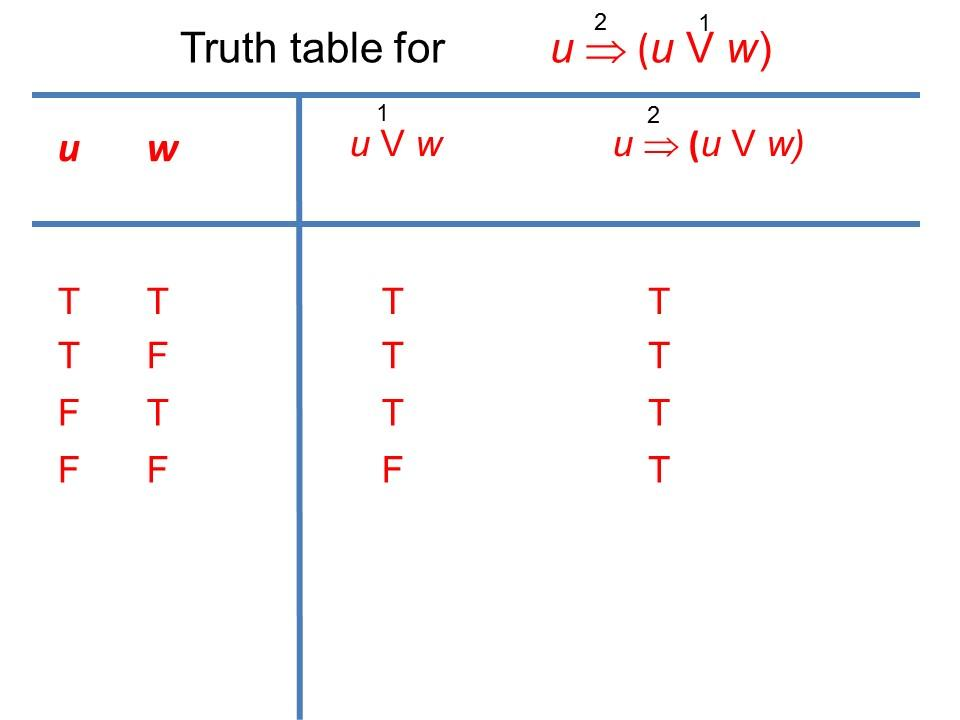 2 1
Truth table for u ⇒ (u V w)
1 2
u w u V w u ⇒ (u V w)
T T T T
T F T T
F T T T
F F F T